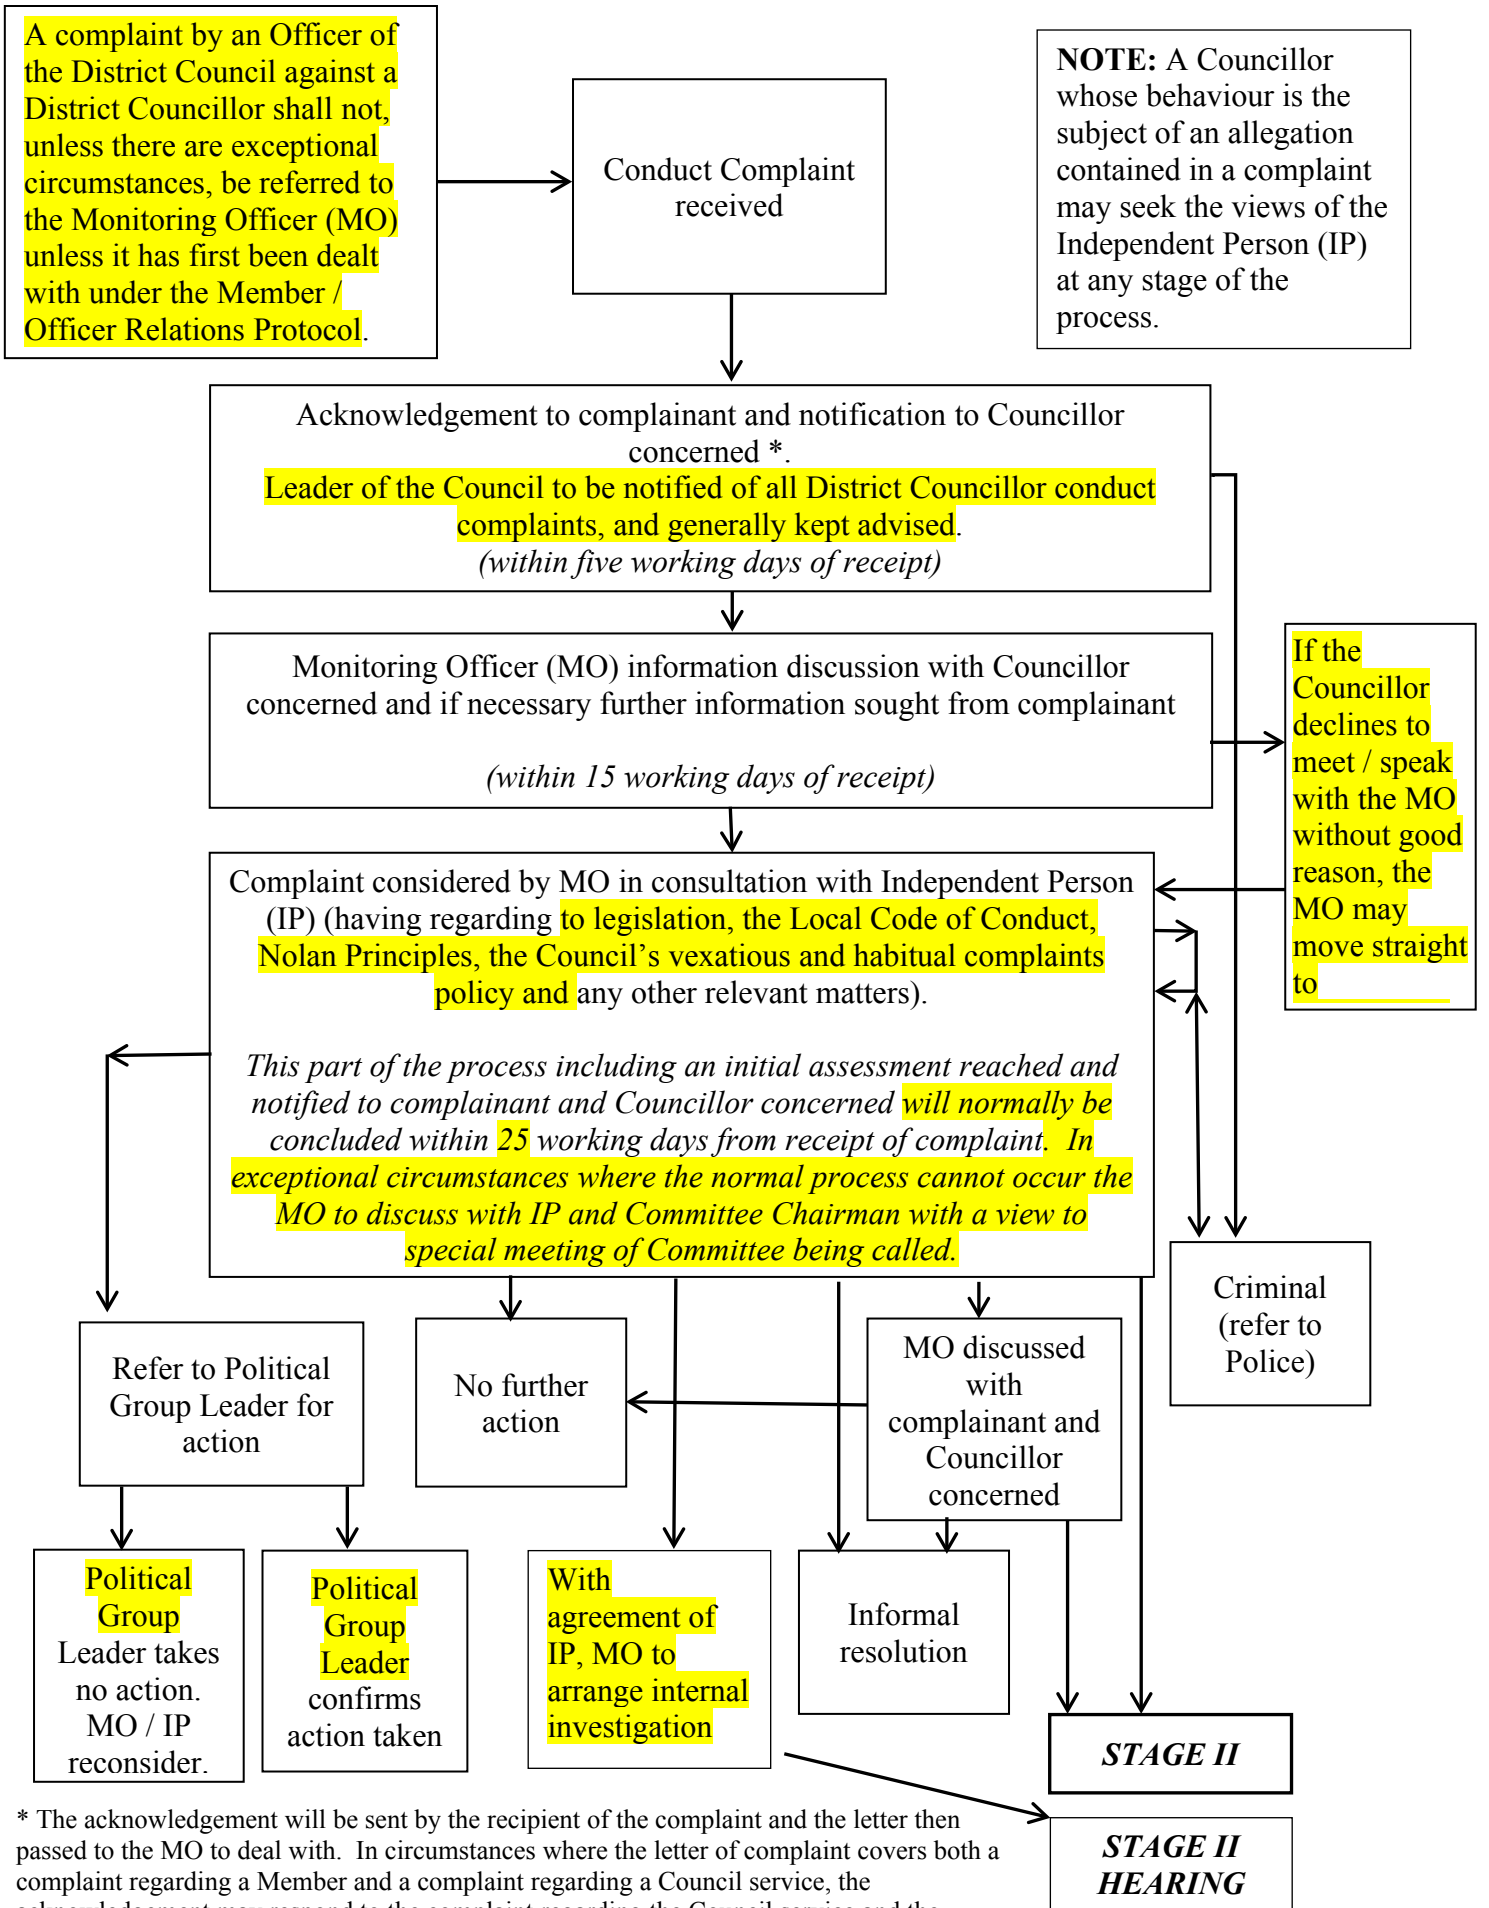 A complaint by an Officer of
the District Council against a
District Councillor shall not,
unless there are exceptional
circumstances, be referred to
the Monitoring Officer (MO)
unless it has first been dealt
with under the Member /
Officer Relations Protocol.
Conduct Complaint
received
NOTE: A Councillor
whose behaviour is the
subject of an allegation
contained in a complaint
may seek the views of the
Independent Person (IP)
at any stage of the
process.
Acknowledgement to complainant and notification to Councillor
concerned *.
Leader of the Council to be notified of all District Councillor conduct
complaints, and generally kept advised.
(within five working days of receipt)
Monitoring Officer (MO) information discussion with Councillor
concerned and if necessary further information sought from complainant
(within 15 working days of receipt)
If the
Councillor
declines to
meet / speak
with the MO
without good
reason, the
MO may
move straight
to
Complaint considered by MO in consultation with Independent Person
(IP) (having regarding to legislation, the Local Code of Conduct,
Nolan Principles, the Council's vexatious and habitual complaints
policy and any other relevant matters).
This part of the process including an initial assessment reached and
notified to complainant and Councillor concerned will normally be
concluded within 25 working days from receipt of complaint. In
exceptional circumstances where the normal process cannot occur the
MO to discuss with IP and Committee Chairman with a view to
special meeting of Committee being called.
Criminal
(refer to
Police)
Refer to Political
Group Leader for
action
No further
action
MO discussed
with
complainant and
Councillor
concerned
Political
Group
Leader takes
no action.
MO / IP
reconsider.
Political
Group
Leader
confirms
action taken
With
agreement of
IP, MO to
arrange internal
investigation
Informal
resolution
STAGE II
STAGE II
HEARING
* The acknowledgement will be sent by the recipient of the complaint and the letter then
passed to the MO to deal with. In circumstances where the letter of complaint covers both a
complaint regarding a Member and a complaint regarding a Council service, the
acknowledgement may respond to the complaint regarding the Council service and the